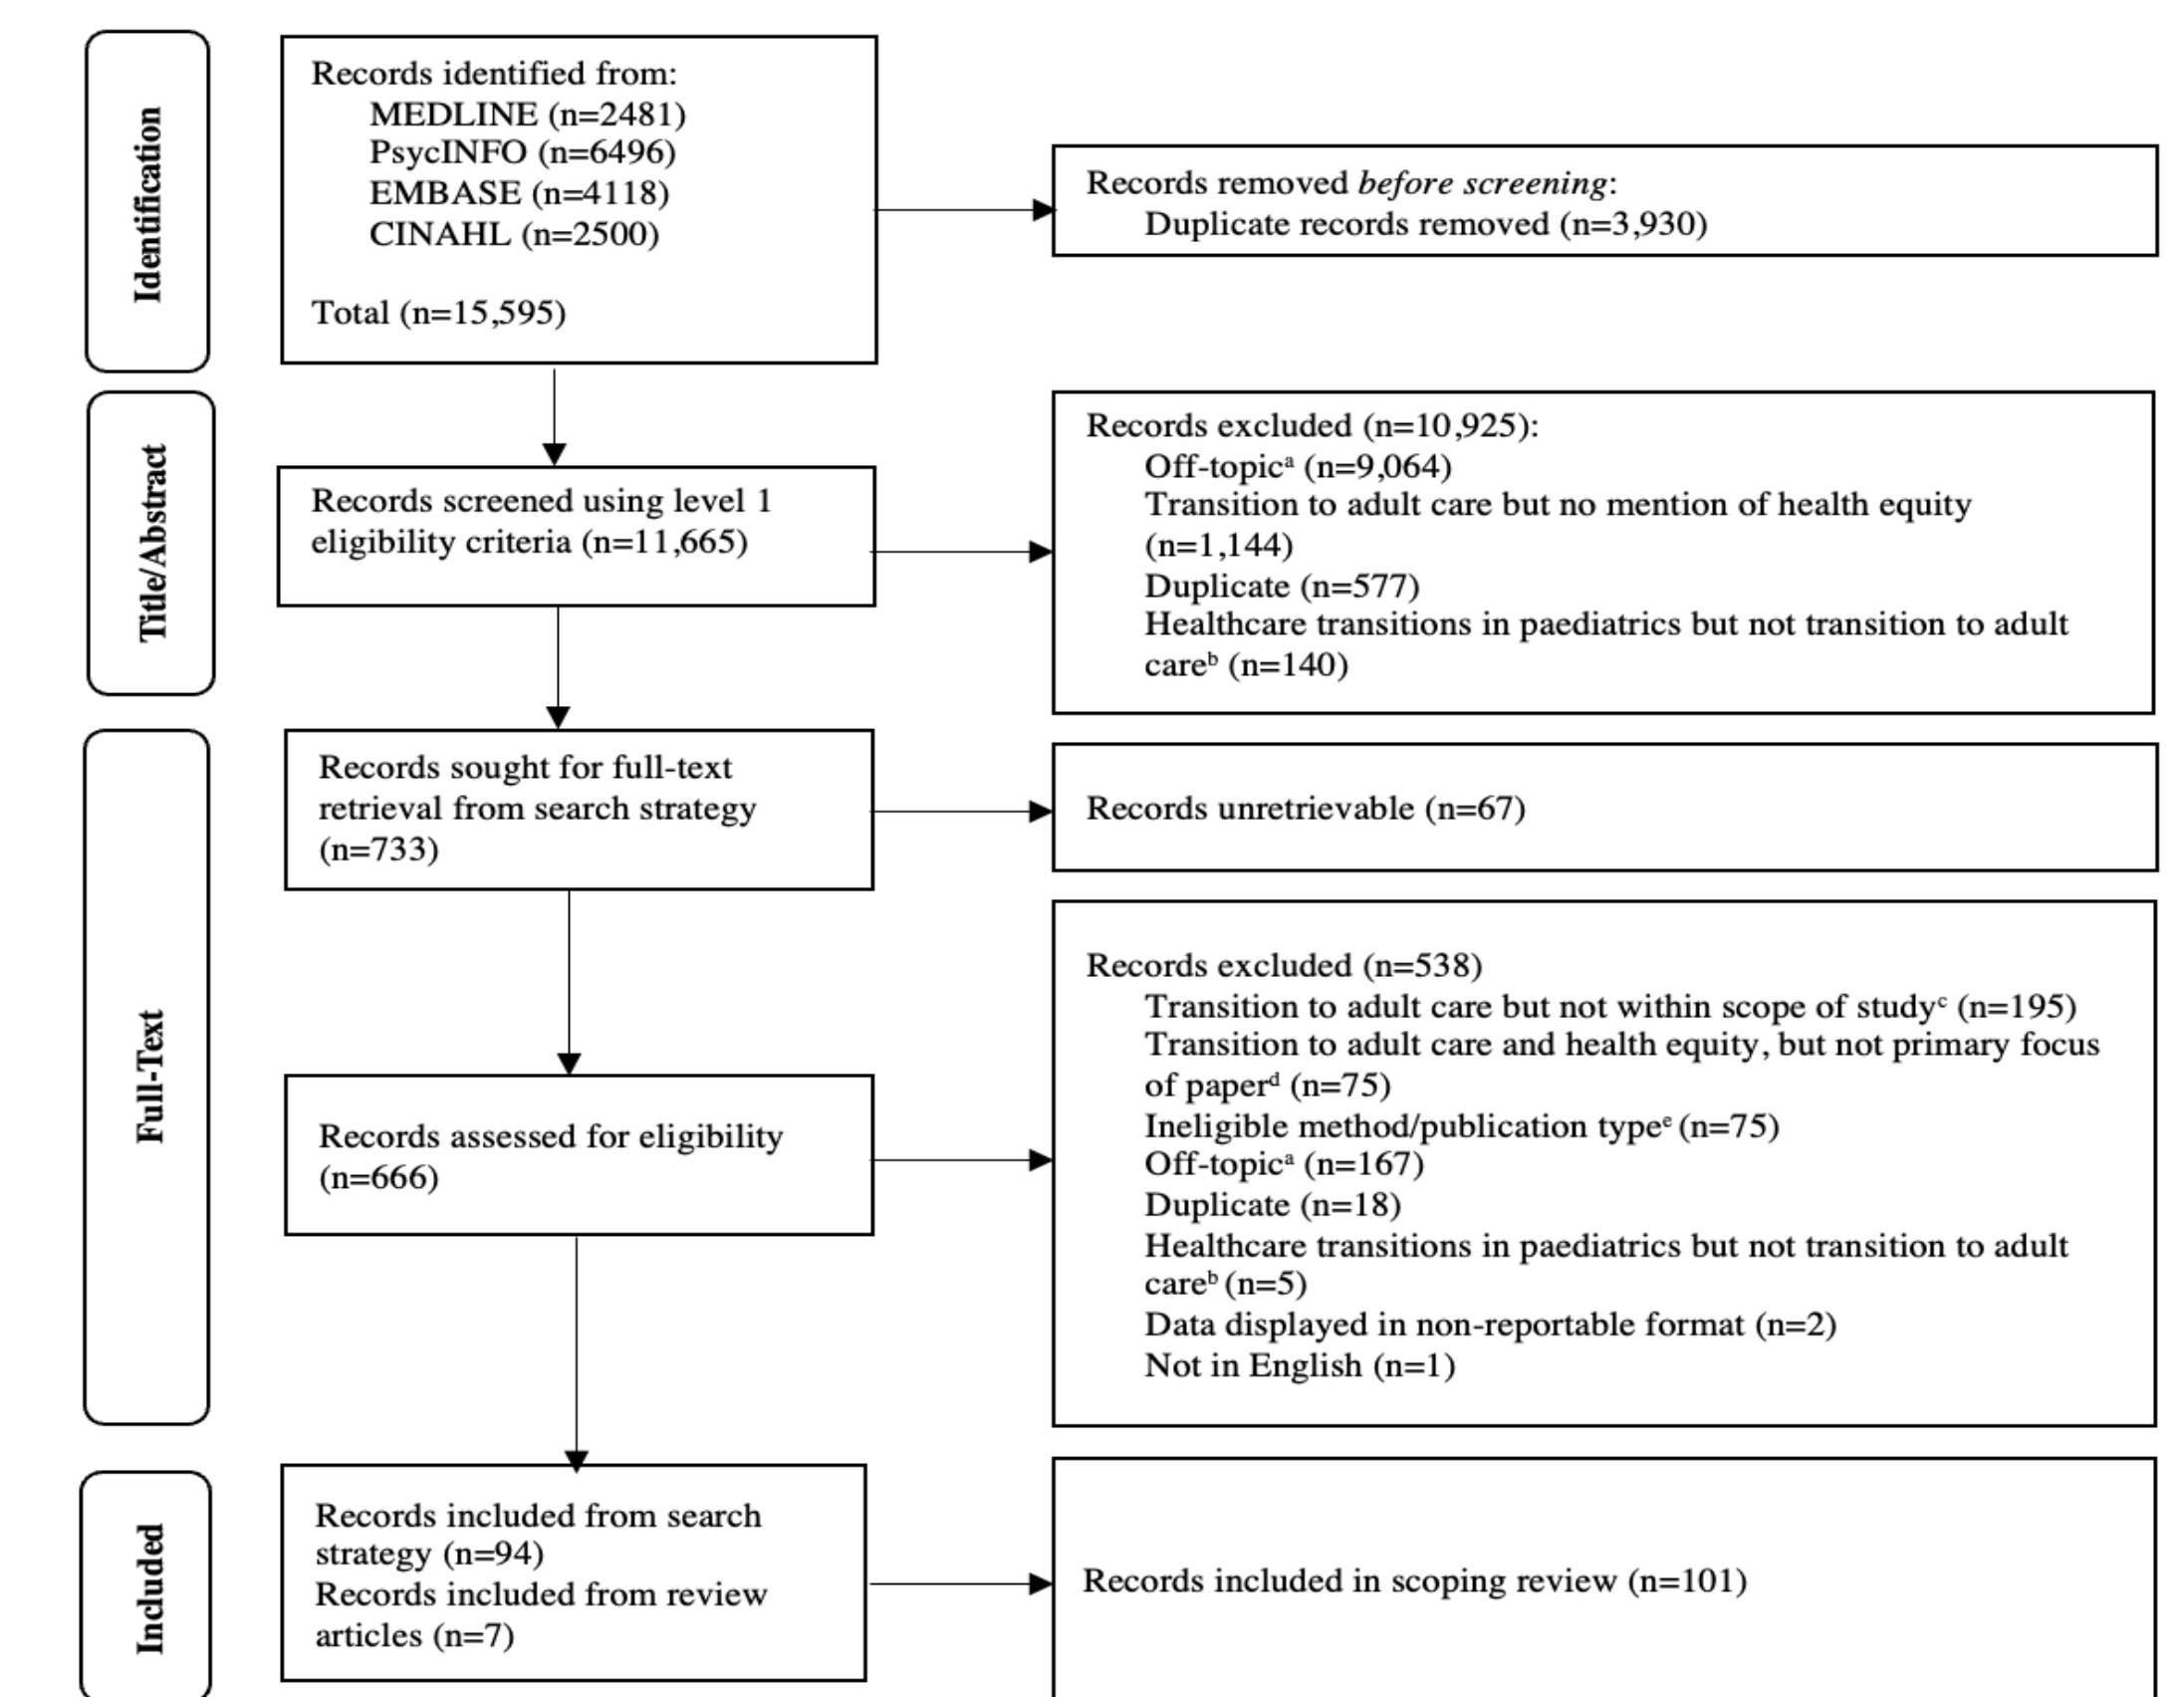 Identification
Records identified from:
MEDLINE (n=2481)
PsycINFO (n=6496)
EMBASE (n=4118)
CINAHL (n=2500)
Total (n=15,595)
Records removed before screening:
Duplicate records removed (n=3,930)
Title/Abstract
Records screened using level 1
eligibility criteria (n=11,665)
Records excluded (n=10,925):
Off-topicᵃ (n=9,064)
Transition to adult care but no mention of health equity
(n=1,144)
Duplicate (n=577)
Healthcare transitions in paediatrics but not transition to adult
careᵇ (n=140)
Full-Text
Records sought for full-text
retrieval from search strategy
(n=733)
Records unretrievable (n=67)
Records assessed for eligibility
(n=666)
Records excluded (n=538)
Transition to adult care but not within scope of studyᶜ (n=195)
Transition to adult care and health equity, but not primary focus
of paperᵈ (n=75)
Ineligible method/publication typeᵉ (n=75)
Off-topicᵃ (n=167)
Duplicate (n=18)
Healthcare transitions in paediatrics but not transition to adult
careᵇ (n=5)
Data displayed in non-reportable format (n=2)
Not in English (n=1)
Included
Records included from search
strategy (n=94)
Records included from review
articles (n=7)
Records included in scoping review (n=101)